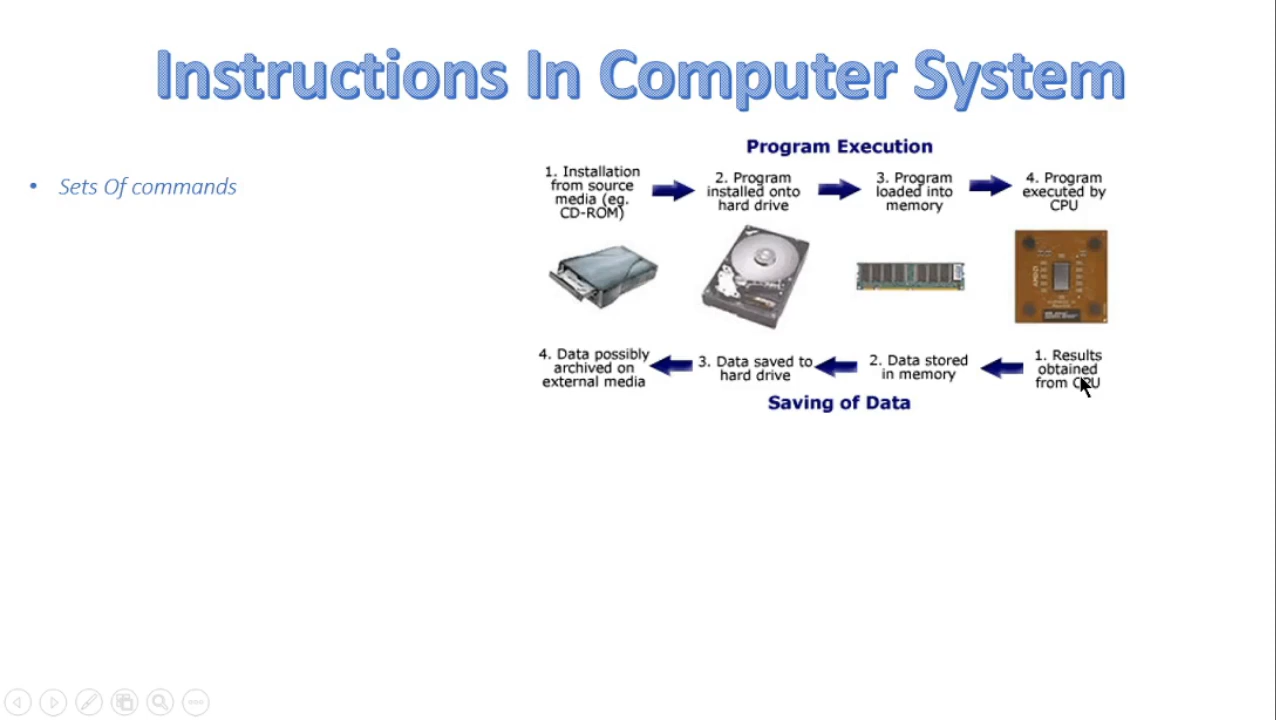 Instructions In Computer System
• Sets Of commands
Program Execution
1. Installation
from source
media (eg.
CD-ROM)
2. Program
installed onto
hard drive
3. Program
loaded into
memory
4. Program
executed by
CPU
4. Data possibly
archived on
external media
3. Data saved to
hard drive
2. Data stored
in memory
1. Results
obtained
from CPU
Saving of Data